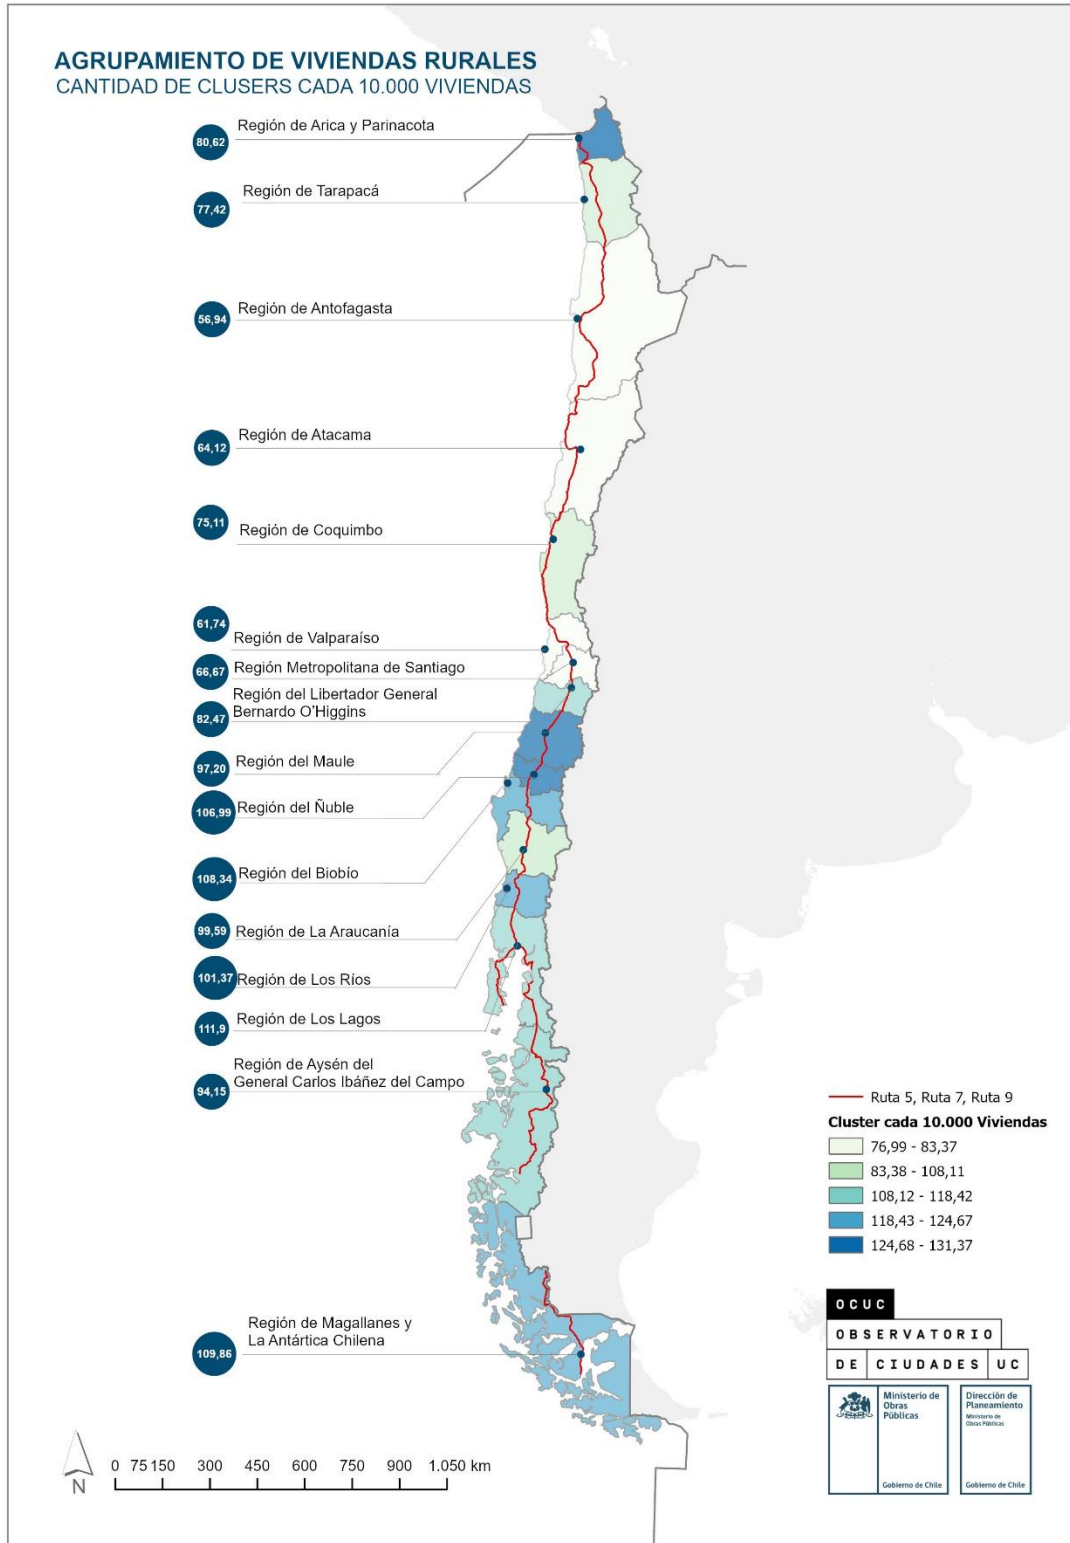 AGRUPAMIENTO DE VIVIENDAS RURALES
CANTIDAD DE CLUSERS CADA 10.000 VIVIENDAS
80,62
Región de Arica y Parinacota
77,42
Región de Tarapacá
56,94
Región de Antofagasta
64,12
Región de Atacama
75,11
Región de Coquimbo
61,74
Región de Valparaíso
66,67
Región Metropolitana de Santiago
82,47
Región del Libertador General
Bernardo O'Higgins
97,20
Región del Maule
106,99
Región del Ñuble
108,34
Región del Biobío
99,59
Región de La Araucanía
101,37
Región de Los Ríos
111,9
Región de Los Lagos
94,15
Región de Aysén del
General Carlos Ibáñez del Campo
109,86
Región de Magallanes y
La Antártica Chilena
Ruta 5, Ruta 7, Ruta 9
Cluster cada 10.000 Viviendas
76,99 - 83,37
83,38 - 108,11
108,12 - 118,42
118,43 - 124,67
124,68 - 131,37
OCUC
OBSERVATORIO
DE CIUDADES UC
Ministerio de
Obras
Públicas
Gobierno de Chile
Dirección de
Planeamiento
Ministerio de
Obras Públicas
Gobierno de Chile
N
0 75 150 300 450 600 750 900 1.050 km